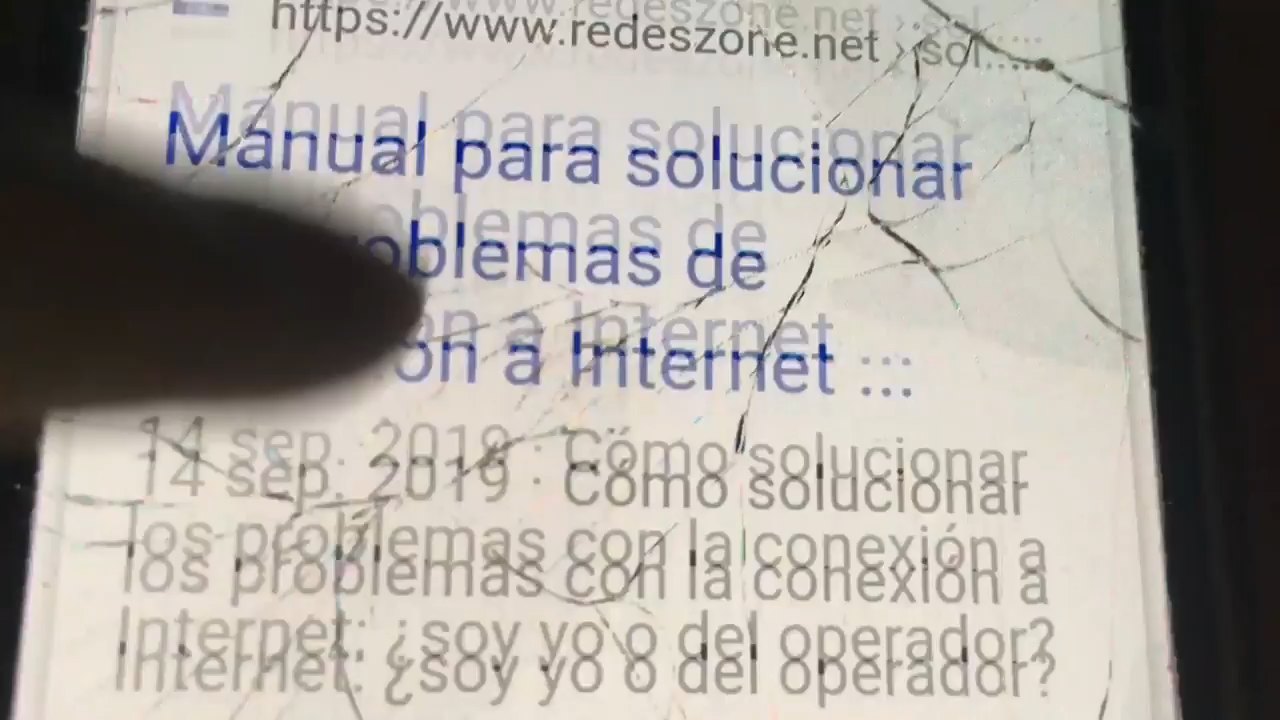 https://www.redeszone.net › sol...
Manual para solucionar
oblemas de
ón a Internet :::
14 sep. 2019 · Cómo solucionar
los problemas con la conexión a
Internet: ¿soy yo o del operador?